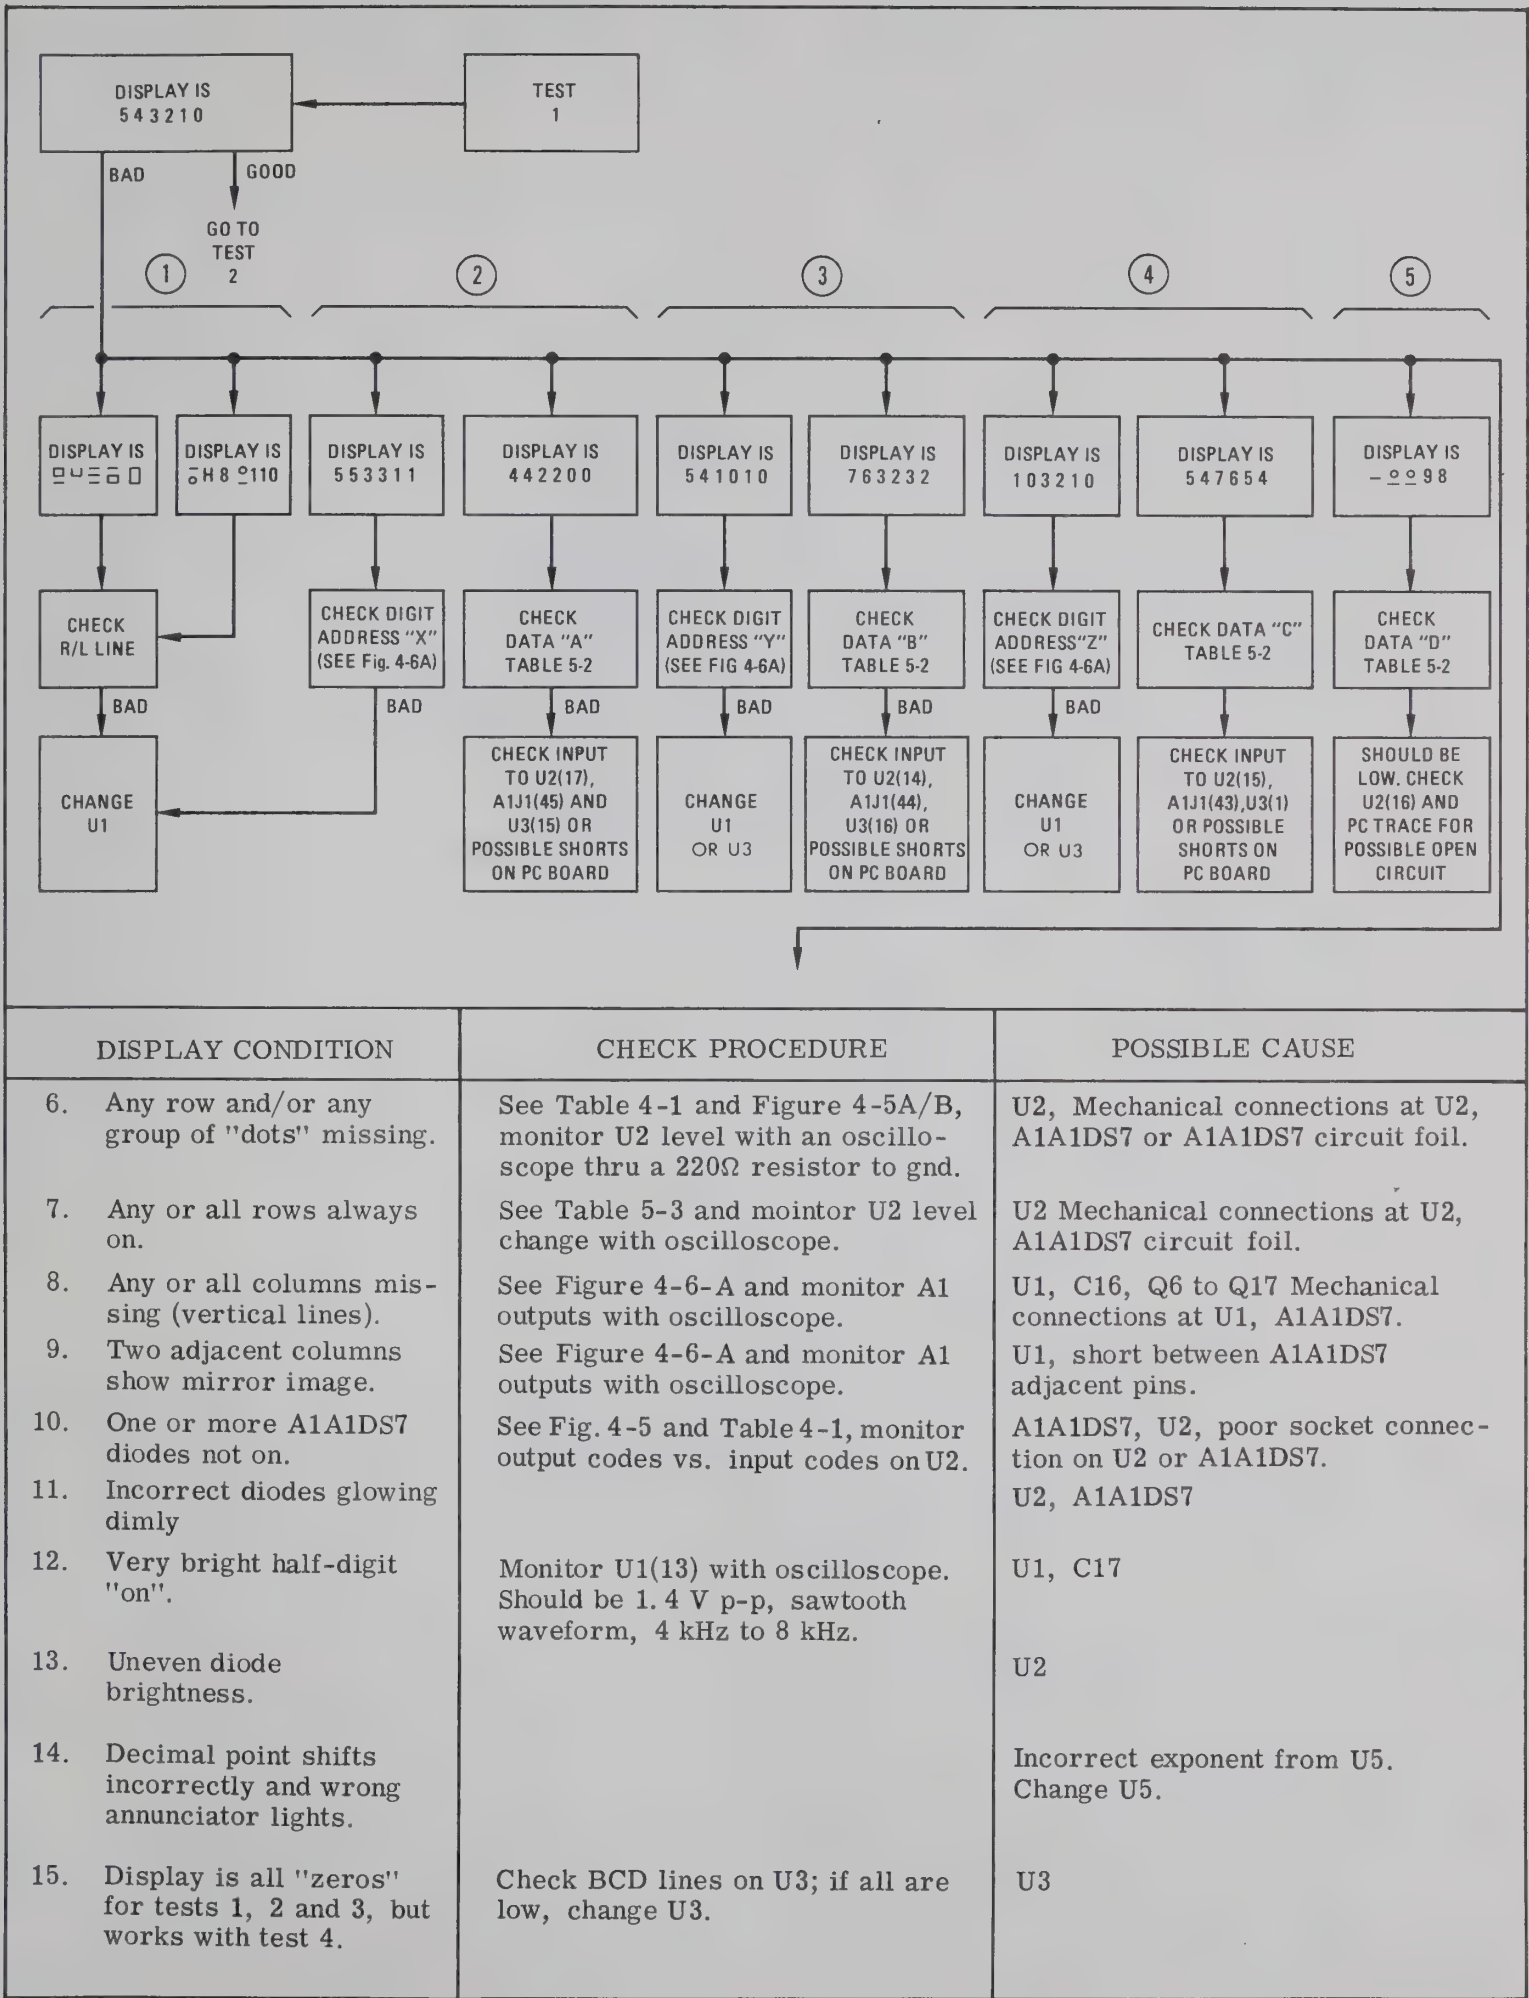 DISPLAY IS
5 4 3 2 1 0
TEST
1
BAD
GOOD
GO TO
TEST
2
1
2
3
4
5
DISPLAY IS
DISPLAY IS
H 8 110
DISPLAY IS
5 5 3 3 1 1
DISPLAY IS
4 4 2 2 0 0
DISPLAY IS
5 4 1 0 1 0
DISPLAY IS
7 6 3 2 3 2
DISPLAY IS
1 0 3 2 1 0
DISPLAY IS
5 4 7 6 5 4
DISPLAY IS
9 8
CHECK
R/L LINE
CHECK DIGIT
ADDRESS "X"
(SEE Fig. 4-6A)
CHECK
DATA "A"
TABLE 5-2
CHECK DIGIT
ADDRESS "Y"
(SEE FIG 4-6A)
CHECK
DATA "B"
TABLE 5-2
CHECK DIGIT
ADDRESS"Z"
(SEE FIG 4-6A)
CHECK DATA "C"
TABLE 5-2
CHECK
DATA "D"
TABLE 5-2
BAD
BAD
BAD
BAD
BAD
BAD
CHANGE
U1
CHECK INPUT
TO U2(17),
A1J1(45) AND
U3(15) OR
POSSIBLE SHORTS
ON PC BOARD
CHANGE
U1
OR U3
CHECK INPUT
TO U2(14),
A1J1(44),
U3(16) OR
POSSIBLE SHORTS
ON PC BOARD
CHANGE
U1
OR U3
CHECK INPUT
TO U2(15),
A1J1(43),U3(1)
OR POSSIBLE
SHORTS ON
PC BOARD
SHOULD BE
LOW. CHECK
U2(16) AND
PC TRACE FOR
POSSIBLE OPEN
CIRCUIT
DISPLAY CONDITION
CHECK PROCEDURE
POSSIBLE CAUSE
6. Any row and/or any
group of "dots" missing.
See Table 4-1 and Figure 4-5A/B,
monitor U2 level with an oscillo-
scope thru a 220Ω resistor to gnd.
U2, Mechanical connections at U2,
A1A1DS7 or A1A1DS7 circuit foil.
7. Any or all rows always
on.
See Table 5-3 and mointor U2 level
change with oscilloscope.
U2 Mechanical connections at U2,
A1A1DS7 circuit foil.
8. Any or all columns mis-
sing (vertical lines).
See Figure 4-6-A and monitor A1
outputs with oscilloscope.
U1, C16, Q6 to Q17 Mechanical
connections at U1, A1A1DS7.
9. Two adjacent columns
show mirror image.
See Figure 4-6-A and monitor A1
outputs with oscilloscope.
U1, short between A1A1DS7
adjacent pins.
10. One or more A1A1DS7
diodes not on.
See Fig. 4-5 and Table 4-1, monitor
output codes vs. input codes on U2.
A1A1DS7, U2, poor socket connec-
tion on U2 or A1A1DS7.
11. Incorrect diodes glowing
dimly
U2, A1A1DS7
12. Very bright half-digit
"on".
Monitor U1(13) with oscilloscope.
Should be 1.4 V p-p, sawtooth
waveform, 4 kHz to 8 kHz.
U1, C17
13. Uneven diode
brightness.
U2
14. Decimal point shifts
incorrectly and wrong
annunciator lights.
Incorrect exponent from U5.
Change U5.
15. Display is all "zeros"
for tests 1, 2 and 3, but
works with test 4.
Check BCD lines on U3; if all are
low, change U3.
U3